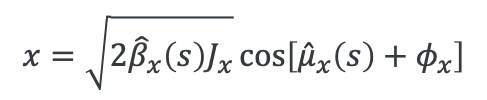 x = √(2β̂ₓ(s)Jₓ) cos[μ̂ₓ(s) + ϕₓ]